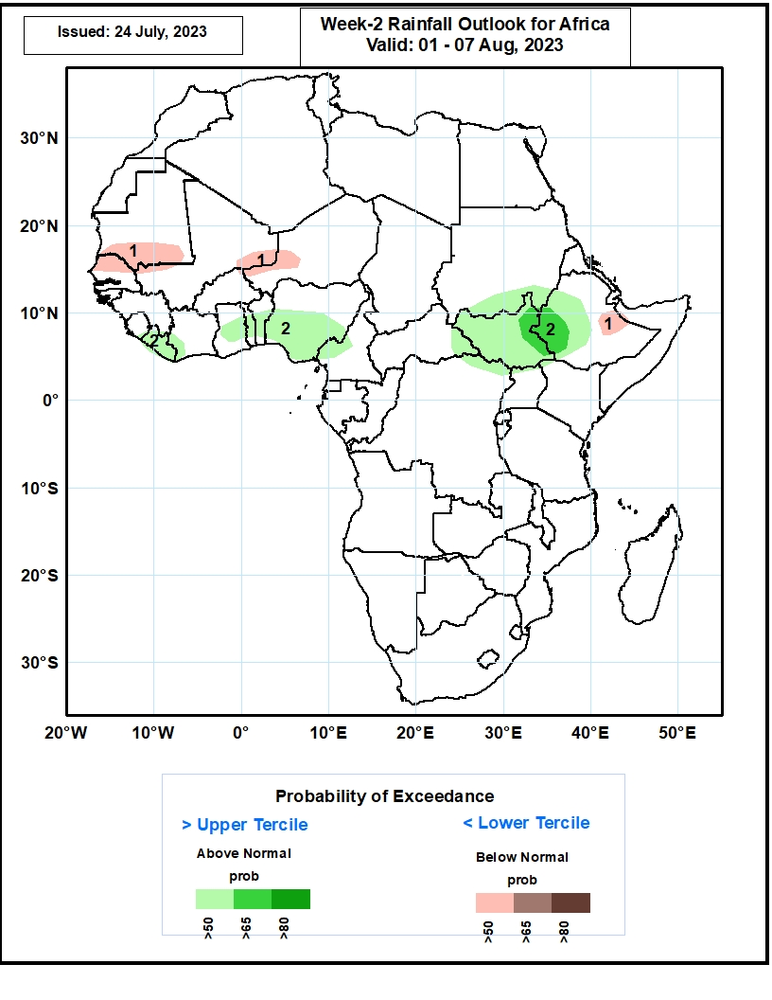 Issued: 24 July, 2023
Week-2 Rainfall Outlook for Africa
Valid: 01 - 07 Aug, 2023
30°N
20°N
10°N
0°
10°S
20°S
30°S
1
1
2
2
2
1
20°W
10°W
0°
10°E
20°E
30°E
40°E
50°E
Probability of Exceedance
> Upper Tercile
< Lower Tercile
Above Normal
Below Normal
prob
prob
>50
>65
>80
>50
>65
>80